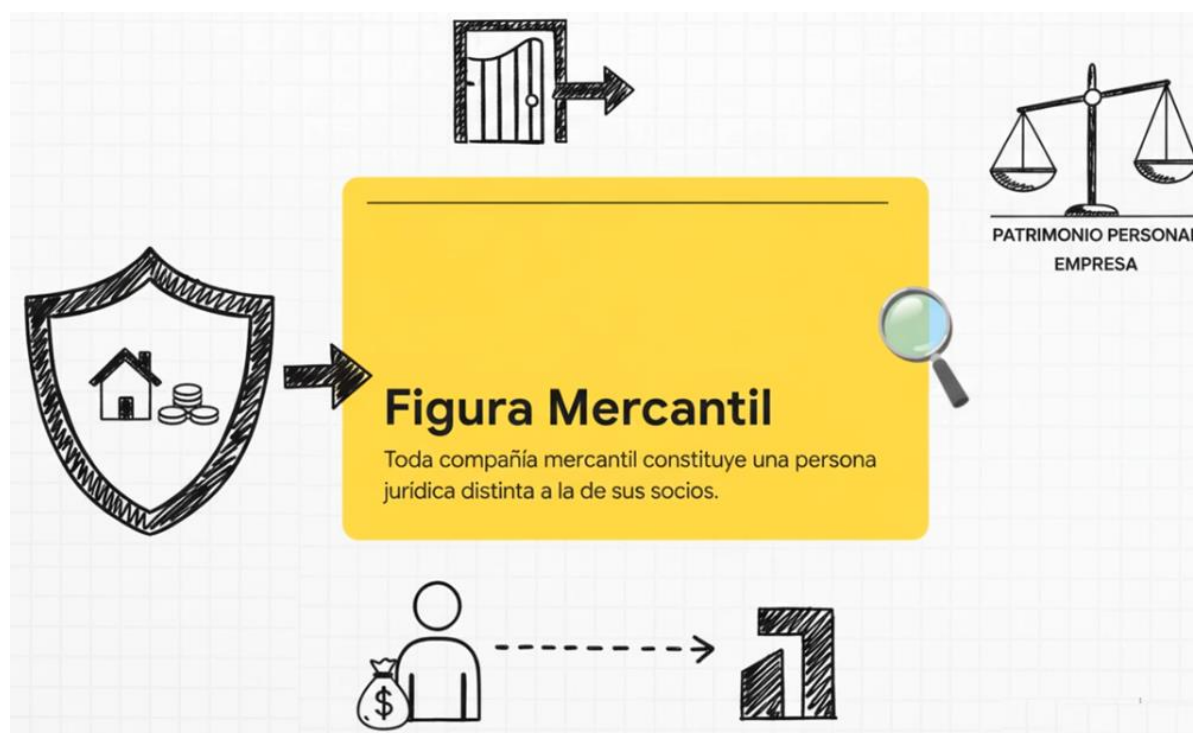 PATRIMONIO PERSONAL
EMPRESA
Figura Mercantil
Toda compañía mercantil constituye una persona
jurídica distinta a la de sus socios.
$